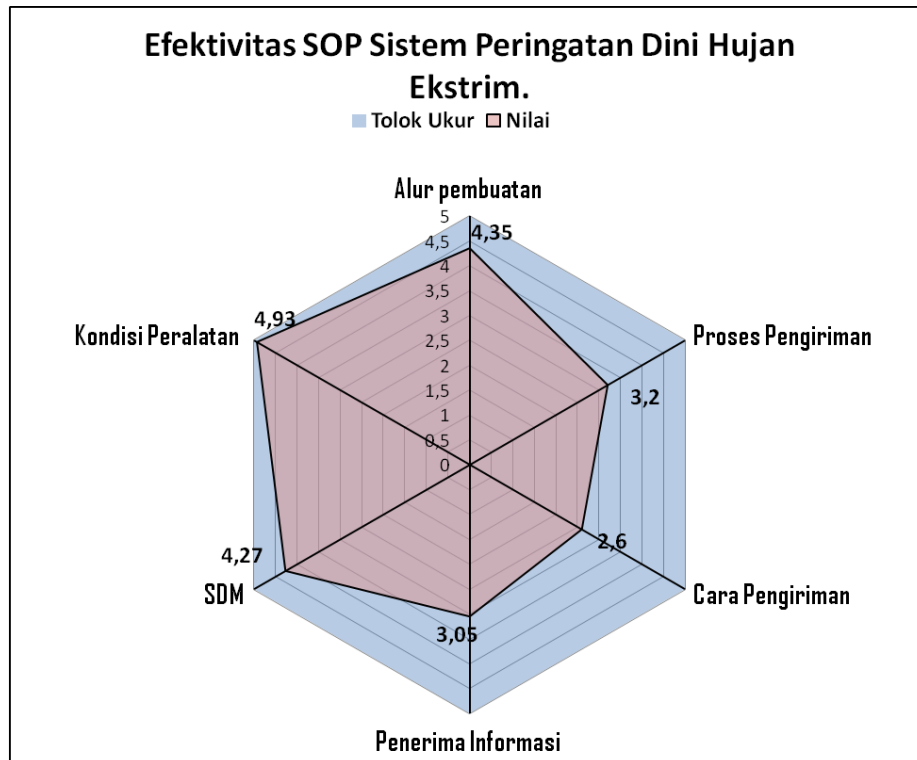 Efektivitas SOP Sistem Peringatan Dini Hujan
Ekstrim.
Tolok Ukur Nilai
Alur pembuatan
5
4,35
4,5
4
3,5
3
2,5
2
1,5
1
0,5
0
Kondisi Peralatan
4,93
Proses Pengiriman
3,2
4,27
SDM
2,6
Cara Pengiriman
3,05
Penerima Informasi